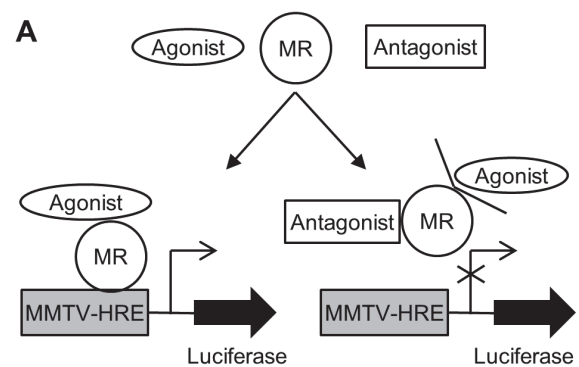 A
Agonist
MR
Antagonist
Agonist
MR
MMTV-HRE
Luciferase
Agonist
Antagonist
MR
MMTV-HRE
Luciferase